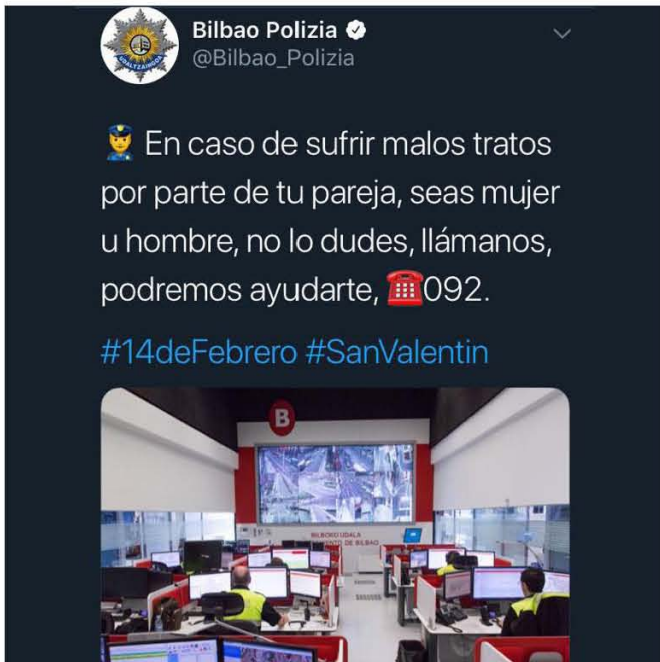 Bilbao Polizia
@Bilbao_Polizia
UDALTZAINGOA
👮 En caso de sufrir malos tratos
por parte de tu pareja, seas mujer
u hombre, no lo dudes, llámanos,
podremos ayudarte, ☎️092.
#14deFebrero #SanValentin
B
BILBOKO UDALA
AYUNTAMIENTO DE BILBAO